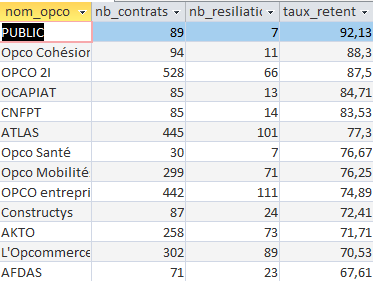 nom_opco nb_contrats nb_resiliatio taux_retent
PUBLIC 89 7 92,13
Opco Cohésion 94 11 88,3
OPCO 2I 528 66 87,5
OCAPIAT 85 13 84,71
CNFPT 85 14 83,53
ATLAS 445 101 77,3
Opco Santé 30 7 76,67
Opco Mobilités 299 71 76,25
OPCO entrepri 442 111 74,89
Constructys 87 24 72,41
AKTO 258 73 71,71
L'Opcommerce 302 89 70,53
AFDAS 71 23 67,61